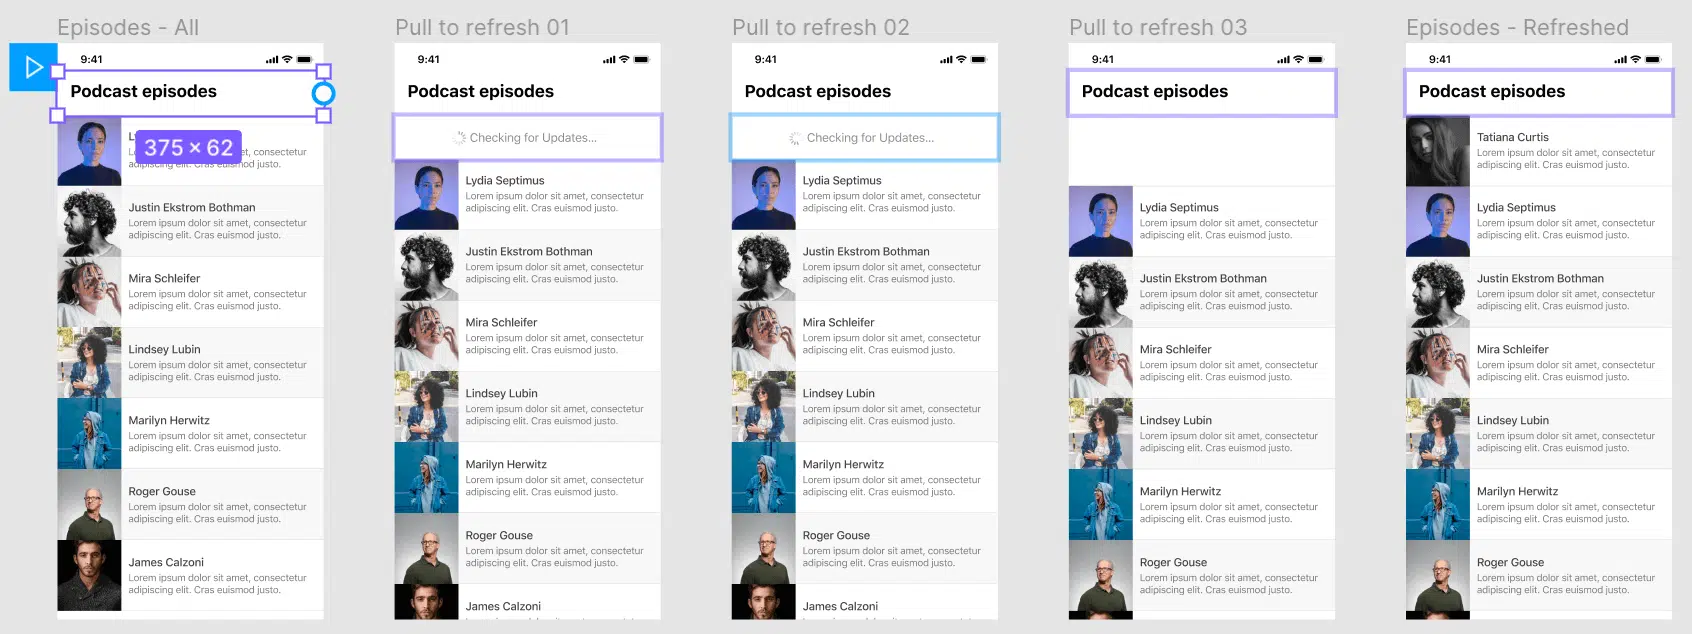 Episodes - All
9:41
Podcast episodes
375 × 62
Ly
t, consectetur
adipiscing elit. Cras euismod justo.
Justin Ekstrom Bothman
Lorem ipsum dolor sit amet, consectetur
adipiscing elit. Cras euismod justo.
Mira Schleifer
Lorem ipsum dolor sit amet, consectetur
adipiscing elit. Cras euismod justo.
Lindsey Lubin
Lorem ipsum dolor sit amet, consectetur
adipiscing elit. Cras euismod justo.
Marilyn Herwitz
Lorem ipsum dolor sit amet, consectetur
adipiscing elit. Cras euismod justo.
Roger Gouse
Lorem ipsum dolor sit amet, consectetur
adipiscing elit. Cras euismod justo.
James Calzoni
Lorem ipsum dolor sit amet, consectetur
adipiscing elit. Cras euismod justo.
Pull to refresh 01
9:41
Podcast episodes
Checking for Updates...
Lydia Septimus
Lorem ipsum dolor sit amet, consectetur
adipiscing elit. Cras euismod justo.
Justin Ekstrom Bothman
Lorem ipsum dolor sit amet, consectetur
adipiscing elit. Cras euismod justo.
Mira Schleifer
Lorem ipsum dolor sit amet, consectetur
adipiscing elit. Cras euismod justo.
Lindsey Lubin
Lorem ipsum dolor sit amet, consectetur
adipiscing elit. Cras euismod justo.
Marilyn Herwitz
Lorem ipsum dolor sit amet, consectetur
adipiscing elit. Cras euismod justo.
Roger Gouse
Lorem ipsum dolor sit amet, consectetur
adipiscing elit. Cras euismod justo.
James Calzoni
Pull to refresh 02
9:41
Podcast episodes
Checking for Updates...
Lydia Septimus
Lorem ipsum dolor sit amet, consectetur
adipiscing elit. Cras euismod justo.
Justin Ekstrom Bothman
Lorem ipsum dolor sit amet, consectetur
adipiscing elit. Cras euismod justo.
Mira Schleifer
Lorem ipsum dolor sit amet, consectetur
adipiscing elit. Cras euismod justo.
Lindsey Lubin
Lorem ipsum dolor sit amet, consectetur
adipiscing elit. Cras euismod justo.
Marilyn Herwitz
Lorem ipsum dolor sit amet, consectetur
adipiscing elit. Cras euismod justo.
Roger Gouse
Lorem ipsum dolor sit amet, consectetur
adipiscing elit. Cras euismod justo.
James Calzoni
Pull to refresh 03
9:41
Podcast episodes
Lydia Septimus
Lorem ipsum dolor sit amet, consectetur
adipiscing elit. Cras euismod justo.
Justin Ekstrom Bothman
Lorem ipsum dolor sit amet, consectetur
adipiscing elit. Cras euismod justo.
Mira Schleifer
Lorem ipsum dolor sit amet, consectetur
adipiscing elit. Cras euismod justo.
Lindsey Lubin
Lorem ipsum dolor sit amet, consectetur
adipiscing elit. Cras euismod justo.
Marilyn Herwitz
Lorem ipsum dolor sit amet, consectetur
adipiscing elit. Cras euismod justo.
Roger Gouse
Lorem ipsum dolor sit amet, consectetur
adipiscing elit. Cras euismod justo.
Episodes - Refreshed
9:41
Podcast episodes
Tatiana Curtis
Lorem ipsum dolor sit amet, consectetur
adipiscing elit. Cras euismod justo.
Lydia Septimus
Lorem ipsum dolor sit amet, consectetur
adipiscing elit. Cras euismod justo.
Justin Ekstrom Bothman
Lorem ipsum dolor sit amet, consectetur
adipiscing elit. Cras euismod justo.
Mira Schleifer
Lorem ipsum dolor sit amet, consectetur
adipiscing elit. Cras euismod justo.
Lindsey Lubin
Lorem ipsum dolor sit amet, consectetur
adipiscing elit. Cras euismod justo.
Marilyn Herwitz
Lorem ipsum dolor sit amet, consectetur
adipiscing elit. Cras euismod justo.
Roger Gouse
Lorem ipsum dolor sit amet, consectetur
adipiscing elit. Cras euismod justo.